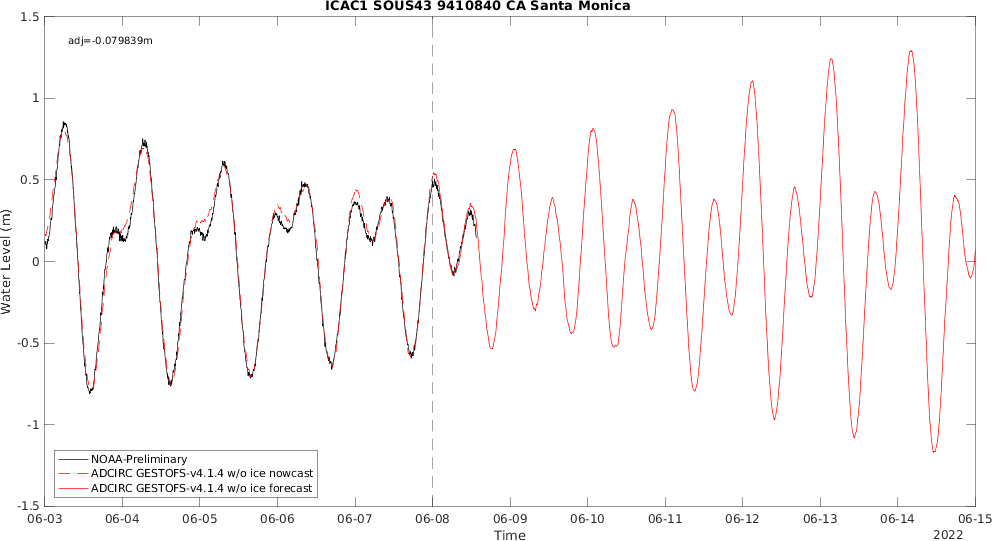 ICAC1 SOUS43 9410840 CA Santa Monica
adj=-0.079839m
1.5
1
0.5
0
-0.5
-1
-1.5
Water Level (m)
NOAA-Preliminary
ADCIRC GESTOFS-v4.1.4 w/o ice nowcast
ADCIRC GESTOFS-v4.1.4 w/o ice forecast
06-03 06-04 06-05 06-06 06-07 06-08 06-09 06-10 06-11 06-12 06-13 06-14 06-15
Time
2022